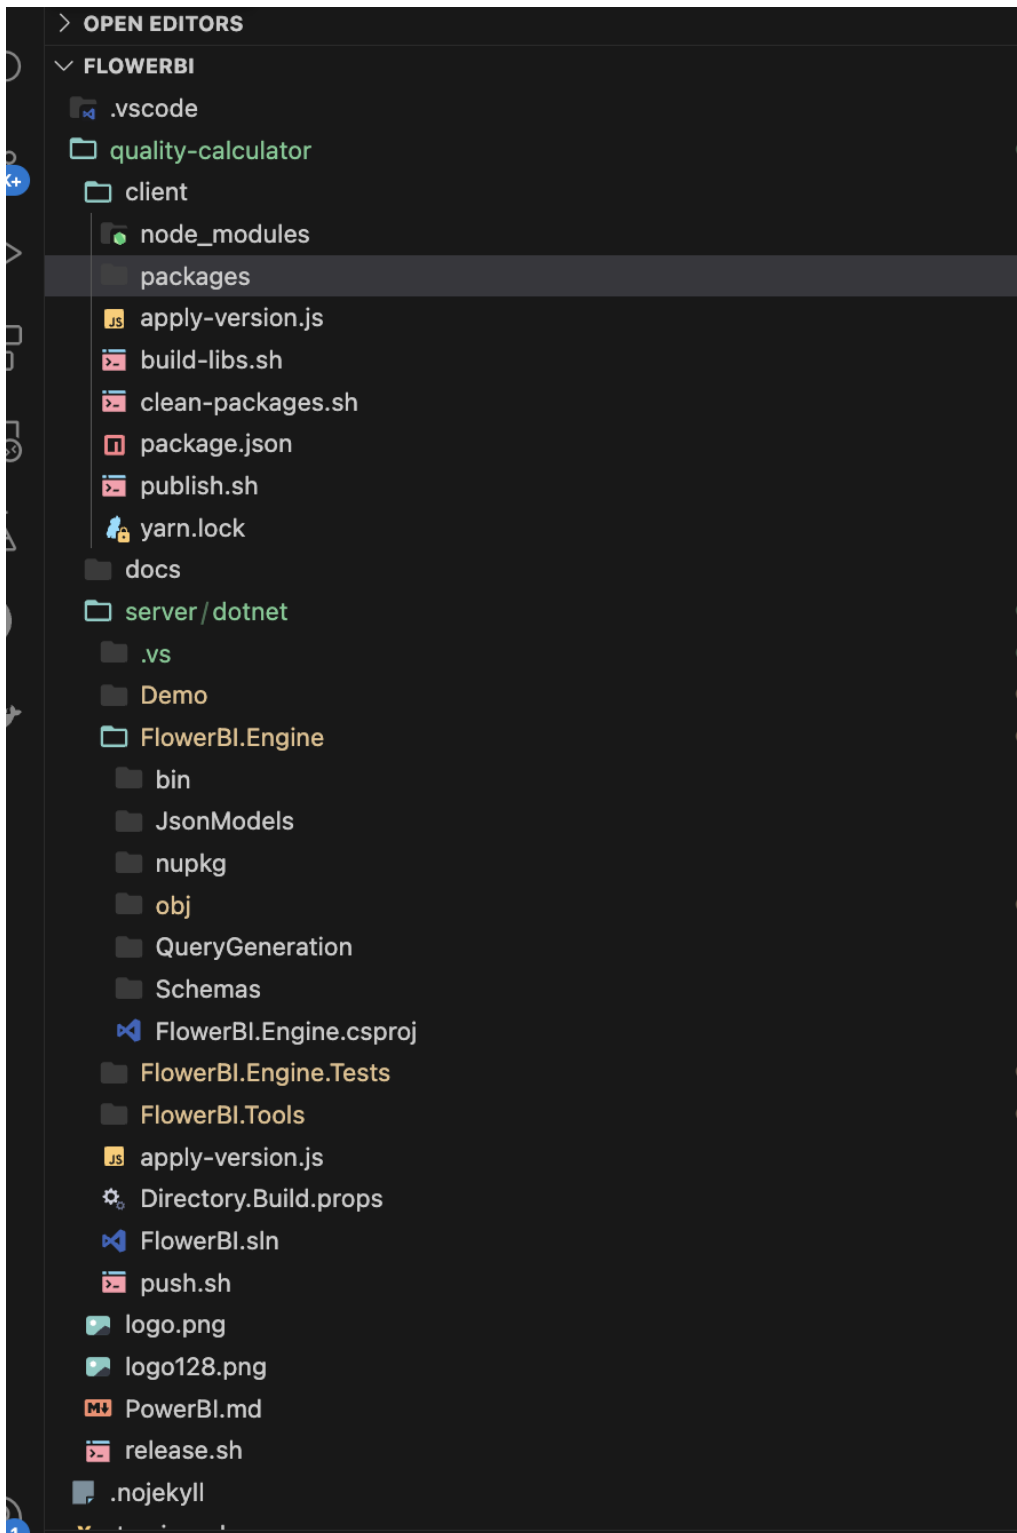 OPEN EDITORS
FLOWERBI
.vscode
quality-calculator
client
node_modules
packages
apply-version.js
build-libs.sh
clean-packages.sh
package.json
publish.sh
yarn.lock
docs
server/dotnet
.vs
Demo
FlowerBI.Engine
bin
JsonModels
nupkg
obj
QueryGeneration
Schemas
FlowerBI.Engine.csproj
FlowerBI.Engine.Tests
FlowerBI.Tools
apply-version.js
Directory.Build.props
FlowerBI.sln
push.sh
logo.png
logo128.png
PowerBI.md
release.sh
.nojekyll